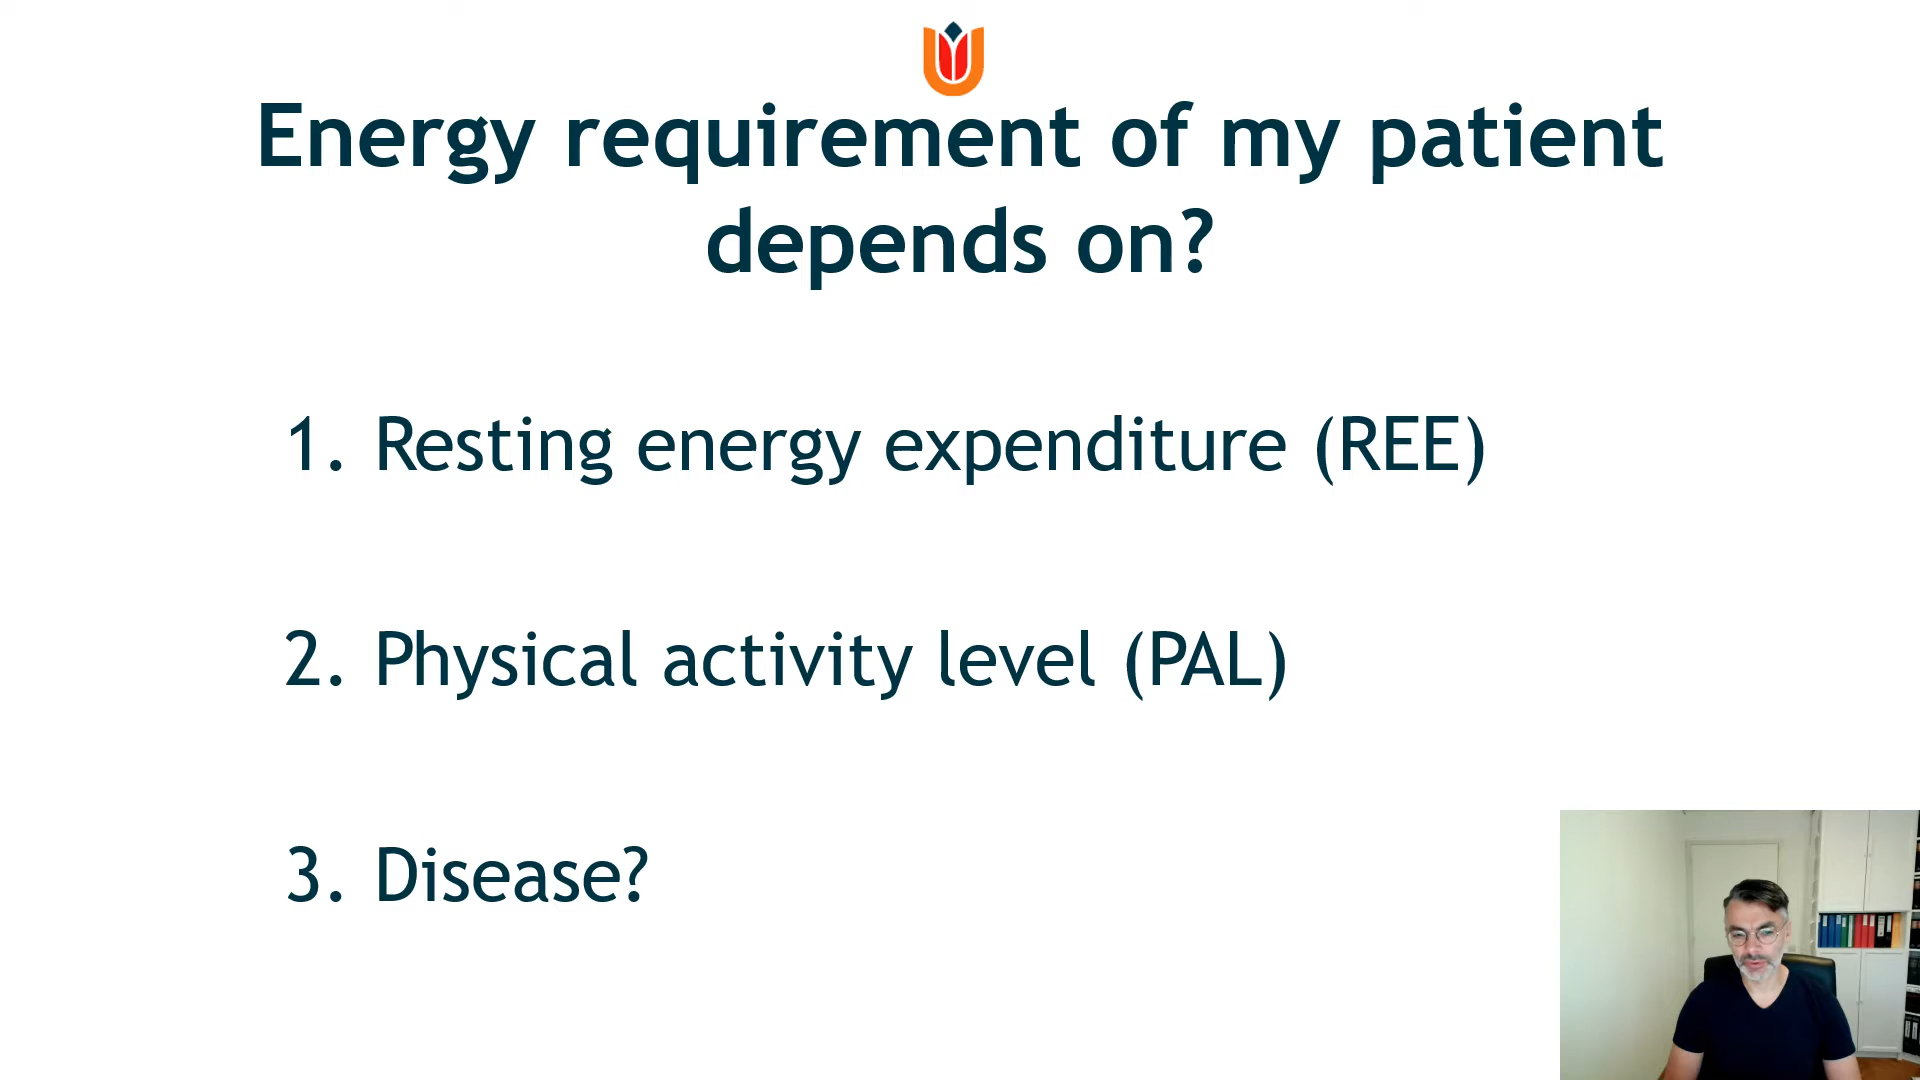 Energy requirement of my patient
depends on?
1. Resting energy expenditure (REE)
2. Physical activity level (PAL)
3. Disease?